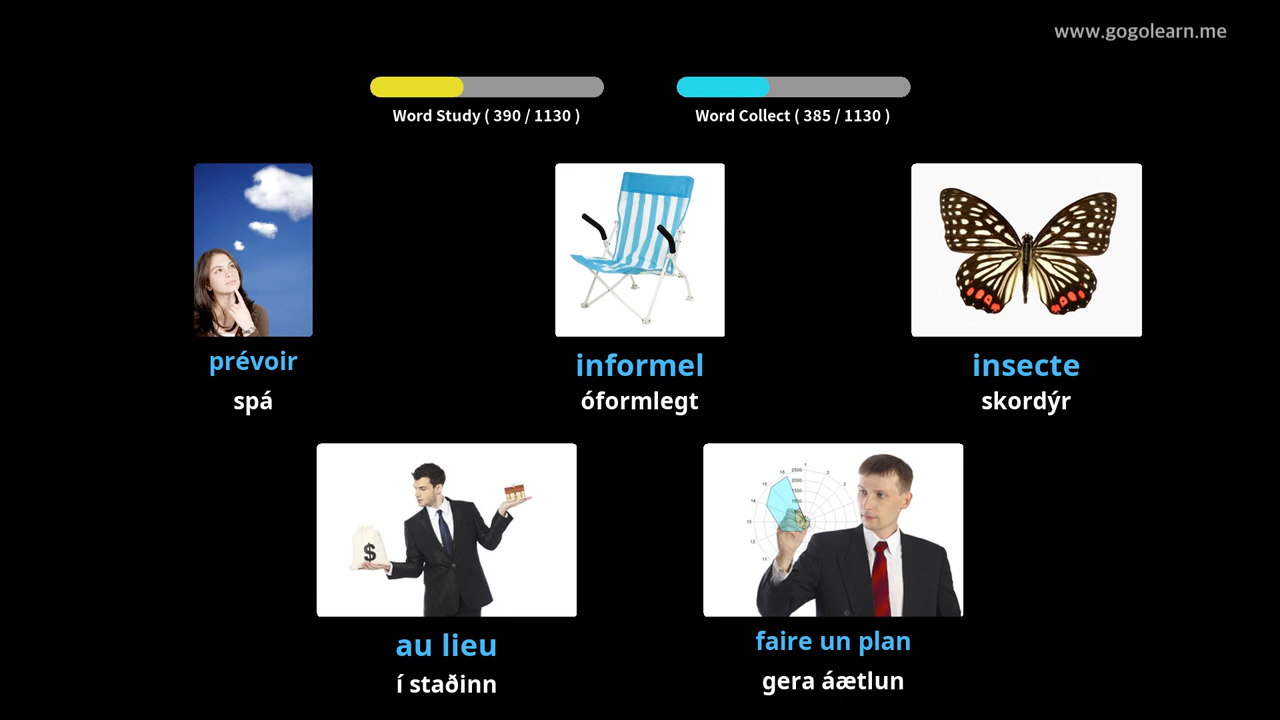 www.gogolearn.me
Word Study ( 390 / 1130 )
Word Collect ( 385 / 1130 )
prévoir
spá
informel
óformlegt
insecte
skordýr
$
au lieu
í staðinn
faire un plan
gera áætlun